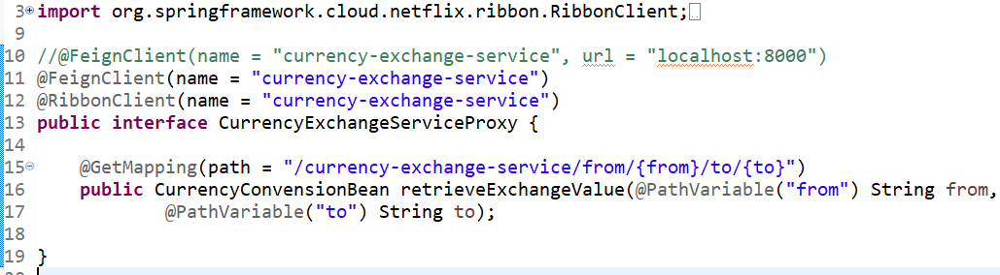 3 import org.springframework.cloud.netflix.ribbon.RibbonClient;
9
10 //@FeignClient(name = "currency-exchange-service", url = "localhost:8000")
11 @FeignClient(name = "currency-exchange-service")
12 @RibbonClient(name = "currency-exchange-service")
13 public interface CurrencyExchangeServiceProxy {
14
15 @GetMapping(path = "/currency-exchange-service/from/{from}/to/{to}")
16 public CurrencyConvensionBean retrieveExchangeValue(@PathVariable("from") String from,
17 @PathVariable("to") String to);
18
19 }